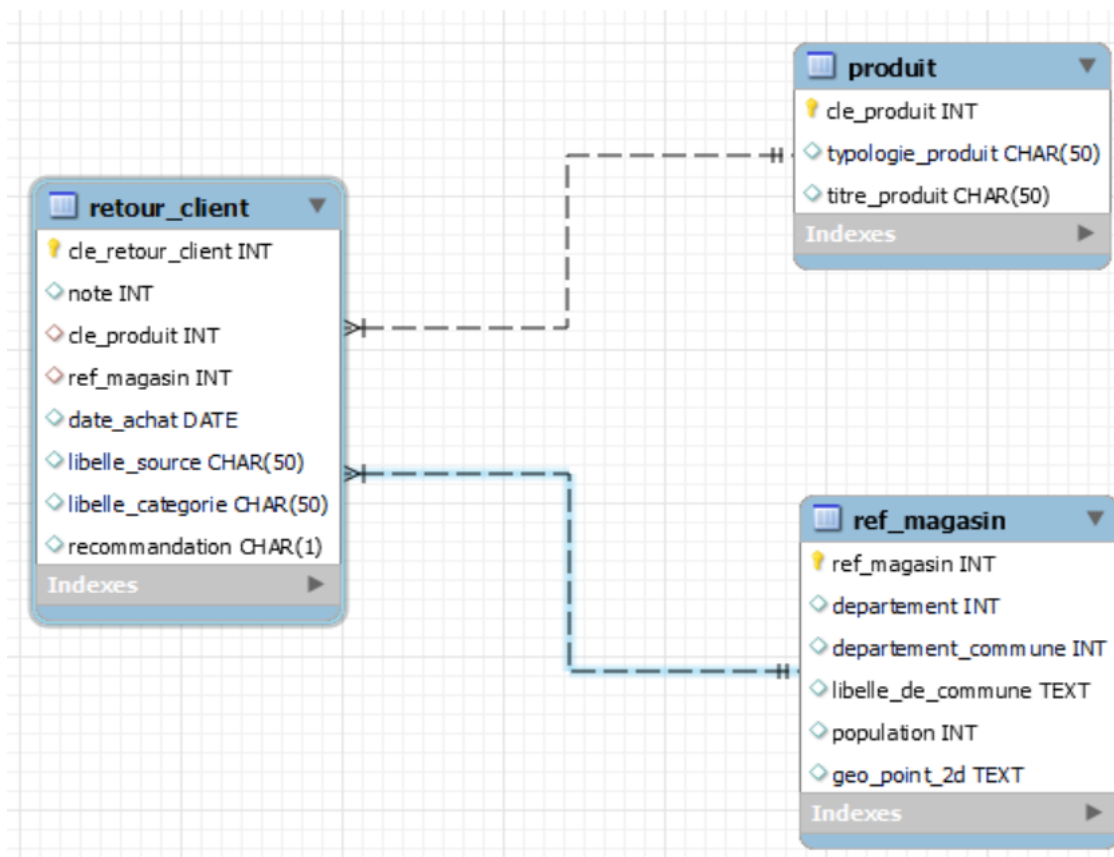 retour_client
cle_retour_client INT
note INT
cle_produit INT
ref_magasin INT
date_achat DATE
libelle_source CHAR(50)
libelle_categorie CHAR(50)
recommandation CHAR(1)
Indexes
produit
cle_produit INT
typologie_produit CHAR(50)
titre_produit CHAR(50)
Indexes
ref_magasin
ref_magasin INT
departement INT
departement_commune INT
libelle_de_commune TEXT
population INT
geo_point_2d TEXT
Indexes